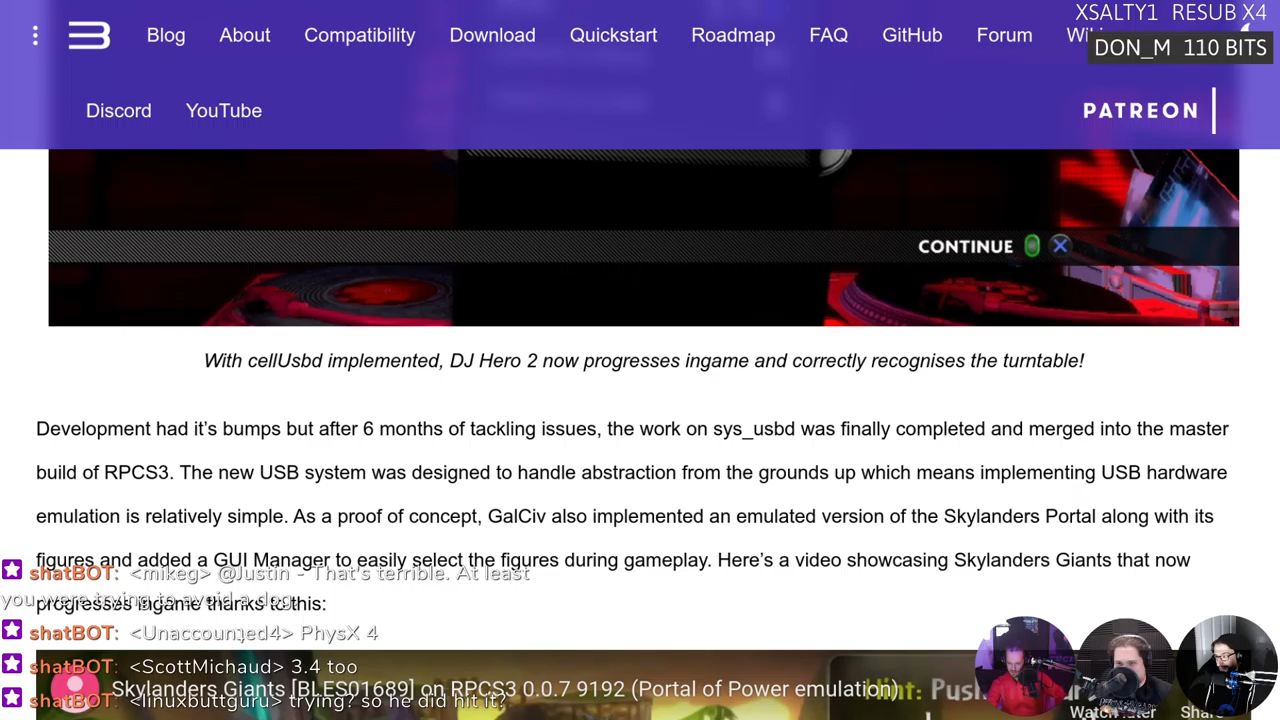 XSALTY1 RESUB X4
DON_M 110 BITS
Blog About Compatibility Download Quickstart Roadmap FAQ GitHub Forum
Discord YouTube
PATREON
CONTINUE
With cellUsbd implemented, DJ Hero 2 now progresses ingame and correctly recognises the turntable!
Development had it’s bumps but after 6 months of tackling issues, the work on sys_usbd was finally completed and merged into the master
build of RPCS3. The new USB system was designed to handle abstraction from the grounds up which means implementing USB hardware
emulation is relatively simple. As a proof of concept, GalCiv also implemented an emulated version of the Skylanders Portal along with its
figures and added a GUI Manager to easily select the figures during gameplay. Here’s a video showcasing Skylanders Giants that now
progresses ingame thanks to this:
shatBOT: <mikeg> @Justin - That's terrible. At least
you were trying to avoid a dog
shatBOT: <Unaccounted4> PhysX 4
shatBOT: <ScottMichaud> 3.4 too
Skylanders Giants [BLES01689] on RPCS3 0.0.7 9192 (Portal of Power emulation)
Hint: Push
shatBOT: <linuxbuttguru> trying? so he did hit it?
Watch later Share